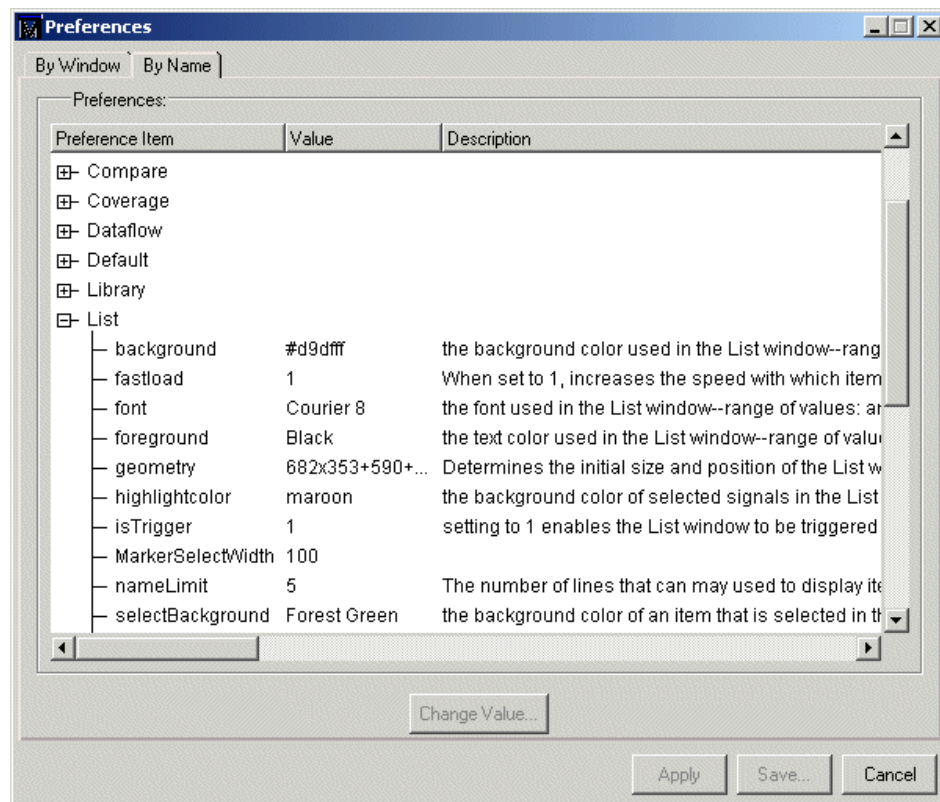 Preferences
By Window By Name
Preferences:
Preference Item Value Description
Compare
Coverage
Dataflow
Default
Library
List
background #d9dfff the background color used in the List window--rang
fastload 1 When set to 1, increases the speed with which item
font Courier 8 the font used in the List window--range of values: ar
foreground Black the text color used in the List window--range of valu
geometry 682x353+590+... Determines the initial size and position of the List w
highlightcolor maroon the background color of selected signals in the List
isTrigger 1 setting to 1 enables the List window to be triggered
MarkerSelectWidth 100
nameLimit 5 The number of lines that can may used to display ite
selectBackground Forest Green the background color of an item that is selected in th
Change Value...
Apply Save... Cancel